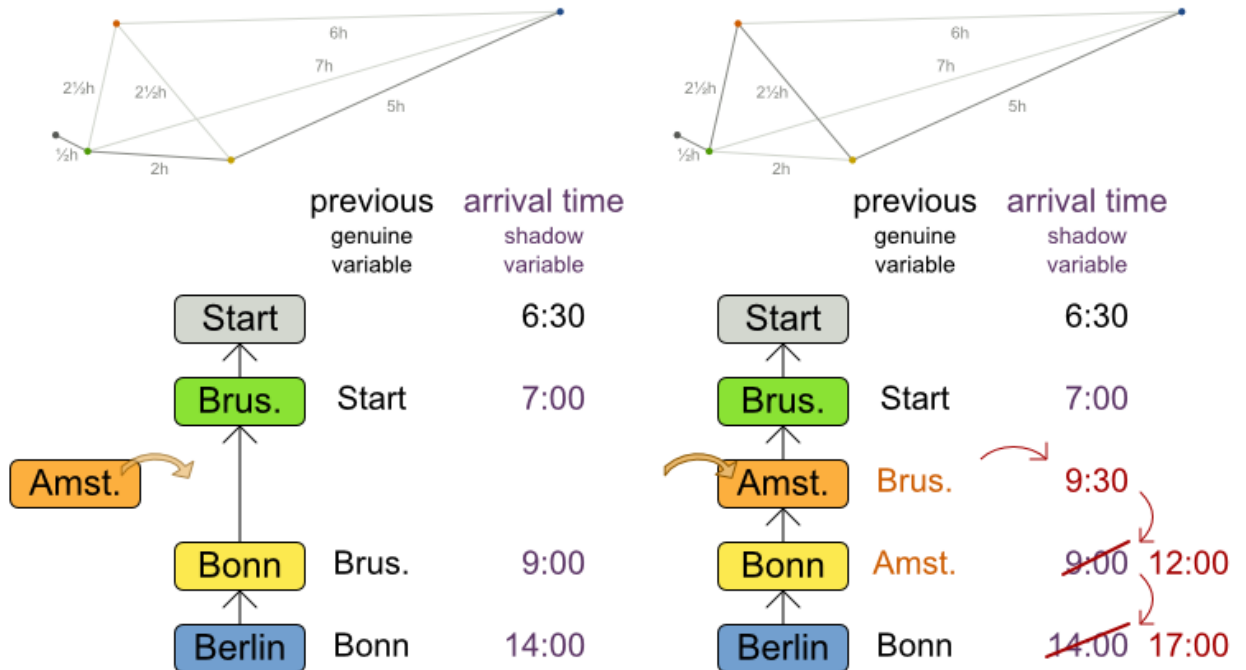 6h 6h
7h 7h
2½h 2½h 2½h 2½h
5h 5h
½h ½h
2h 2h
previous arrival time previous arrival time
genuine shadow genuine shadow
variable variable variable variable
Start 6:30 Start 6:30
Brus. Start 7:00 Brus. Start 7:00
Amst. Amst. Brus. 9:30
Bonn Brus. 9:00 Bonn Amst. 9:00 12:00
Berlin Bonn 14:00 Berlin Bonn 14:00 17:00